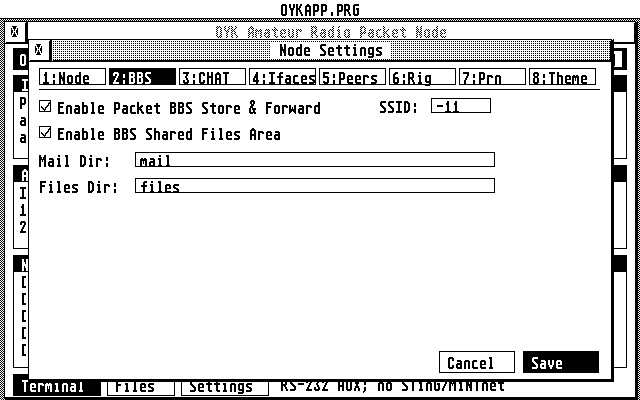 OYKAPP.PRG
OYK Amateur Radio Packet Node
Node Settings
1:Node 2:BBS 3:CHAT 4:Ifaces 5:Peers 6:Rig 7:Prn 8:Theme
Enable Packet BBS Store & Forward SSID: -11
Enable BBS Shared Files Area
Mail Dir: mail
Files Dir: files
Cancel Save
Terminal Files Settings RS-232 AUX; no STinG/MiNTnet